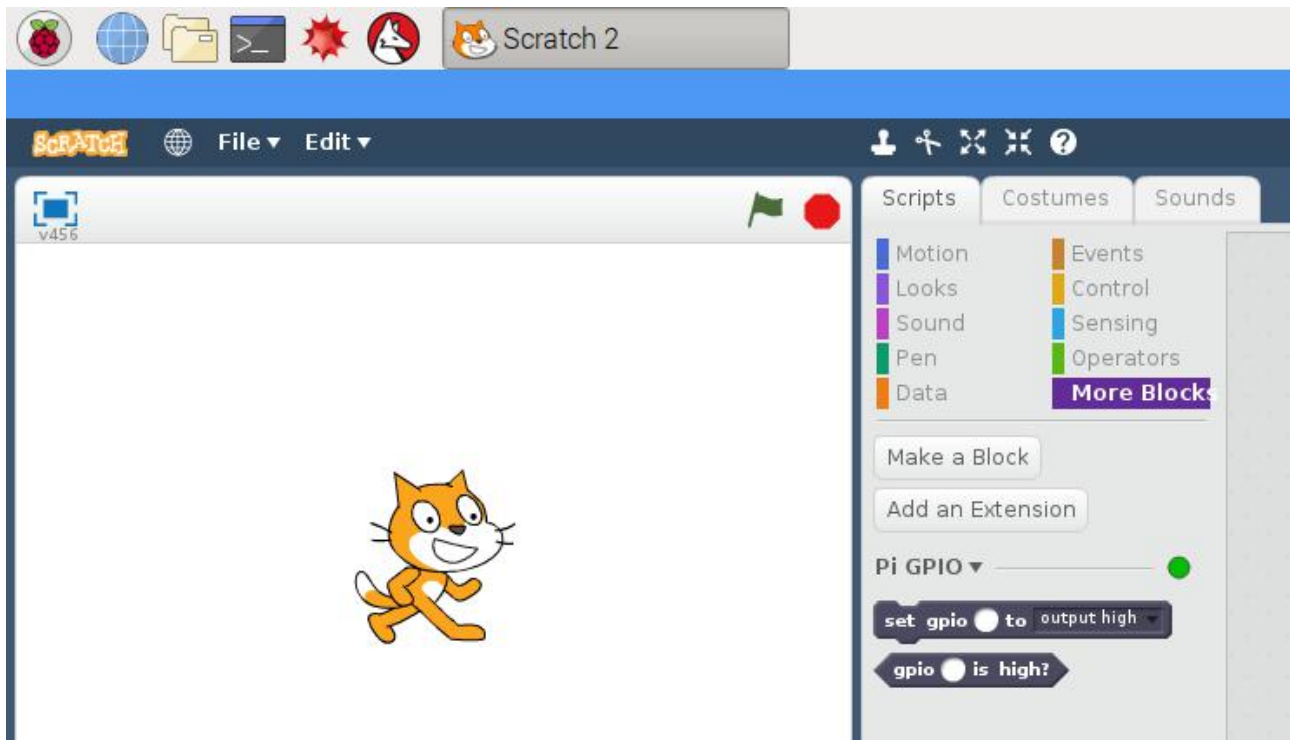 >_
Scratch 2
SCRATCH File▾ Edit▾ ?
v456
Scripts Costumes Sounds
Motion Events
Looks Control
Sound Sensing
Pen Operators
Data More Blocks
Make a Block
Add an Extension
Pi GPIO▾
set gpio to output high
gpio is high?